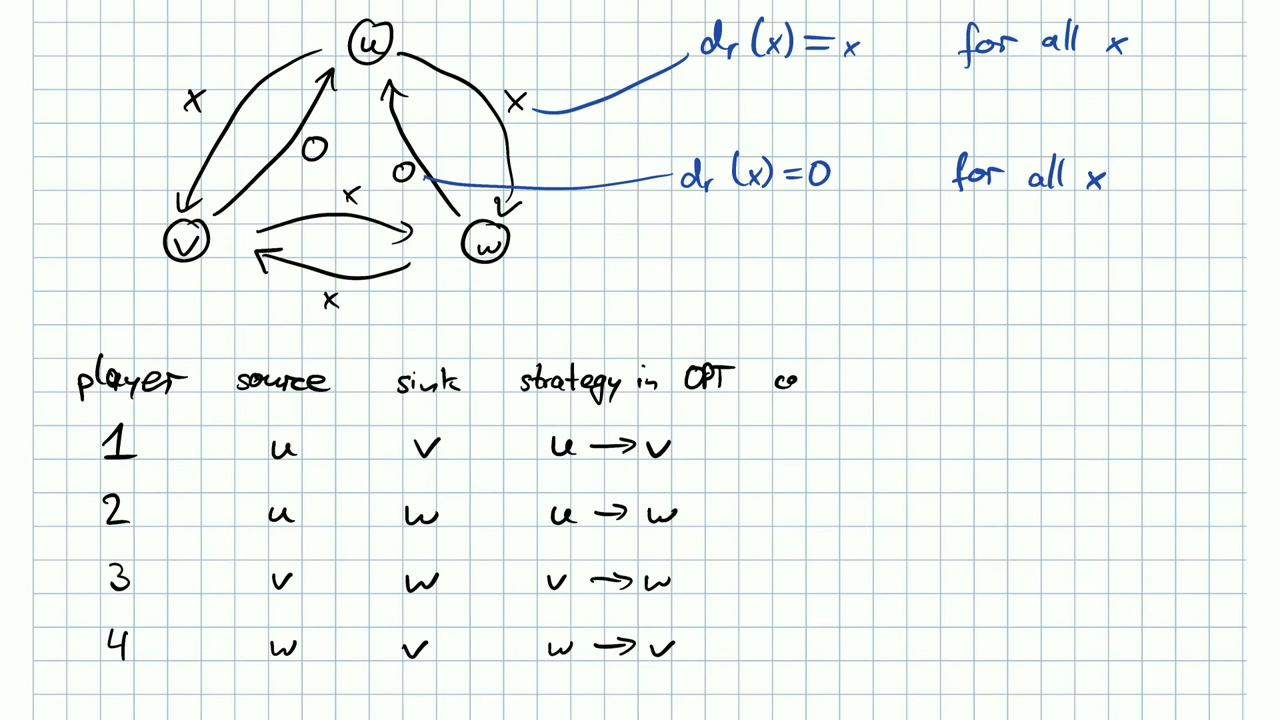 u
dr (x) = x for all x
x x
0
0
dr (x) = 0 for all x
x
v w
x
player source sink strategy in OPT co
1 u v u → v
2 u w u → w
3 v w v → w
4 w v w → v